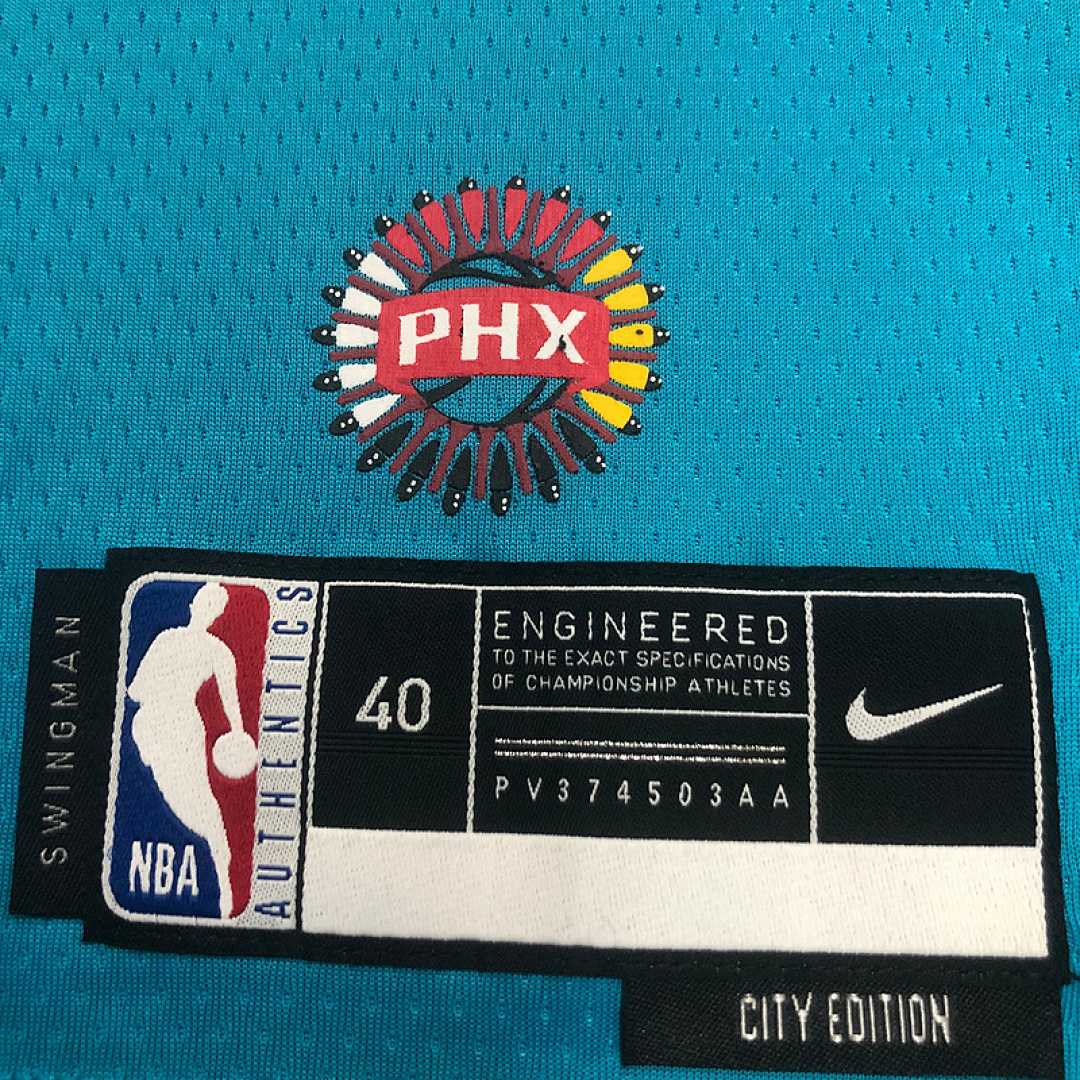 PHX
SWINGMAN
NBA
AUTHENTICS
40
ENGINEERED
TO THE EXACT SPECIFICATIONS
OF CHAMPIONSHIP ATHLETES
PV374503AA
CITY EDITION